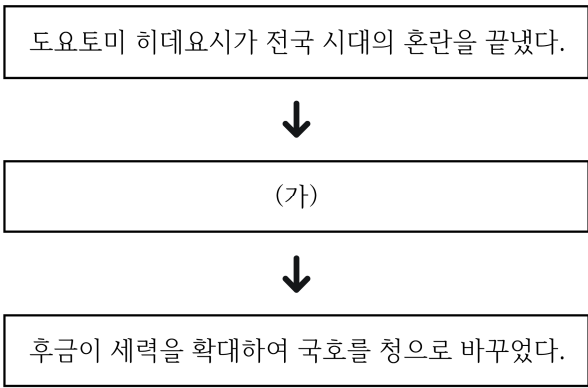 도요토미 히데요시가 전국 시대의 혼란을 끝냈다.
(가)
후금이 세력을 확대하여 국호를 청으로 바꾸었다.